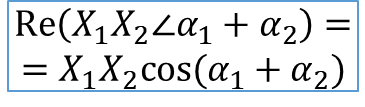 Re(X₁X₂∠α₁ + α₂) =
= X₁X₂cos(α₁ + α₂)